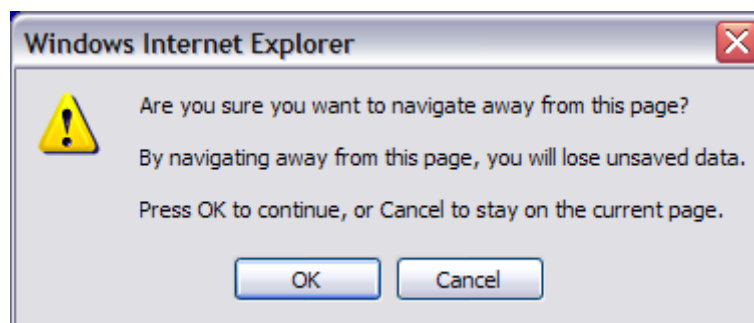 Windows Internet Explorer
Are you sure you want to navigate away from this page?
By navigating away from this page, you will lose unsaved data.
Press OK to continue, or Cancel to stay on the current page.
OK Cancel